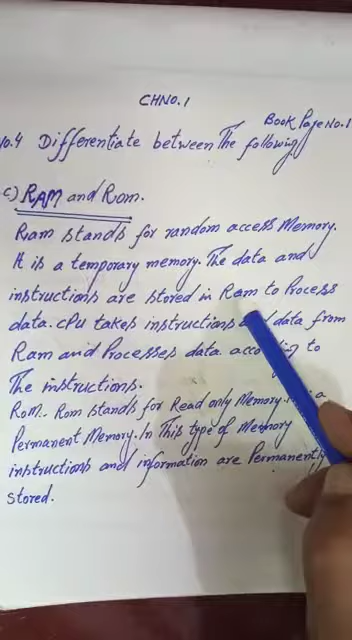 CHNO.1
Book Page No.1
No.4 Differentiate between The following
c) RAM and Rom.
Ram stands for random access Memory.
It is a temporary memory. The data and
instructions are stored in Ram to Process
data. CPU takes instructions and data from
Ram and Processes data according to
The instructions.
Rom. Rom stands for Read only Memory. a
Permanent Memory. In This type of Memory
instructions and information are Permanently
stored.